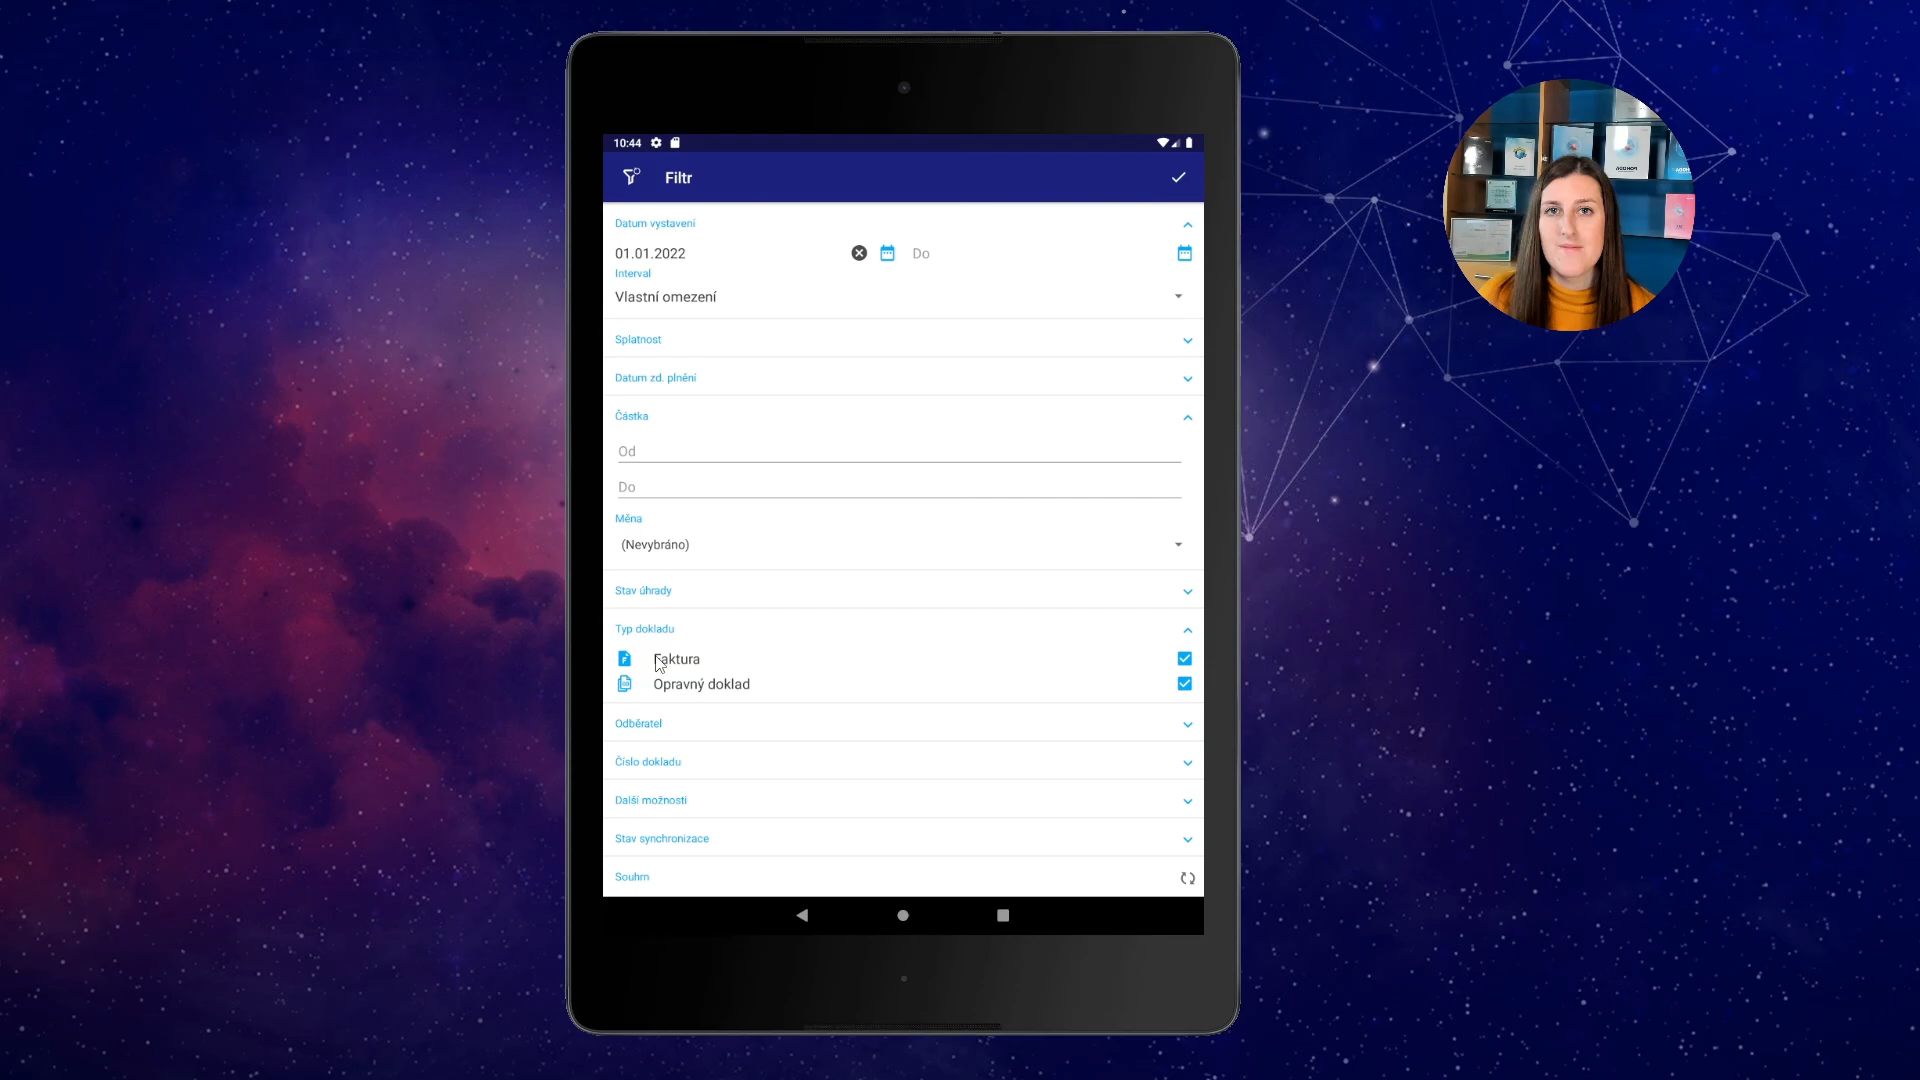 10:44
Filtr
Datum vystavení
01.01.2022
Do
Interval
Vlastní omezení
Splatnost
Datum zd. plnění
Částka
Od
Do
Měna
(Nevybráno)
Stav úhrady
Typ dokladu
Faktura
Opravný doklad
Odběratel
Číslo dokladu
Další možnosti
Stav synchronizace
Souhrn